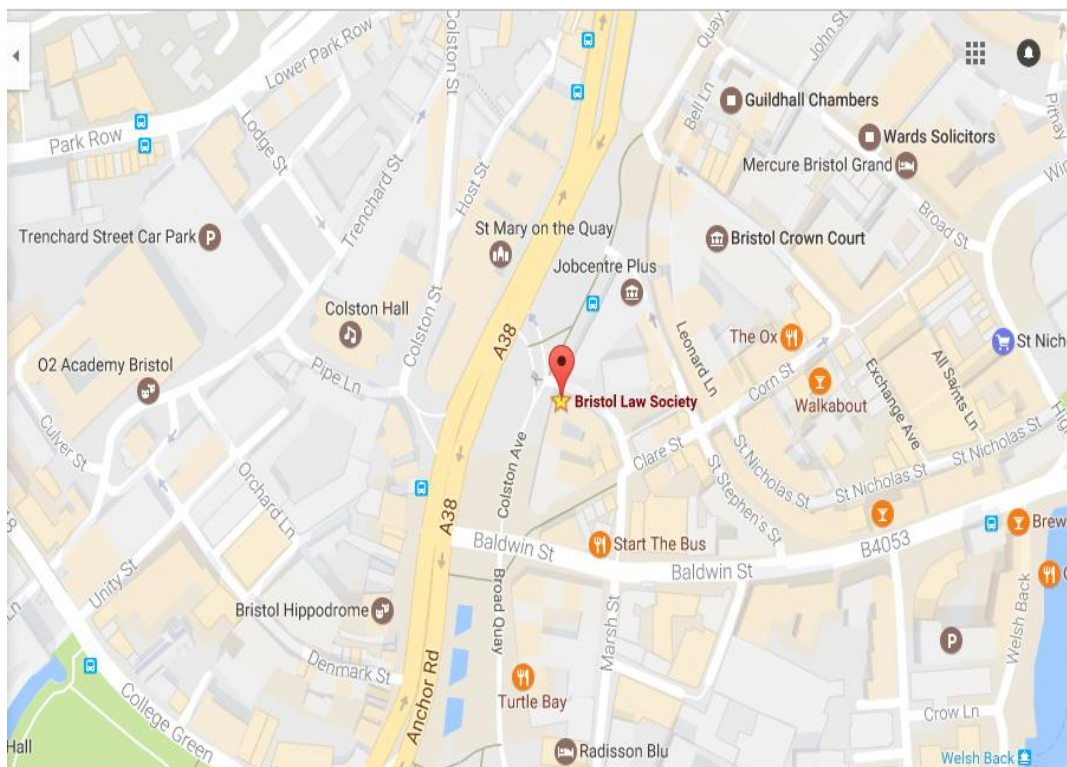 Lower Park Row
Park Row
Lodge St
Colston St
Trenchard St
Host St
Quay St
Bell Ln
John St
Pithay
Guildhall Chambers
Wards Solicitors
Mercure Bristol Grand
Broad St
Trenchard Street Car Park
P
St Mary on the Quay
Bristol Crown Court
Jobcentre Plus
Colston Hall
Colston St
A38
The Ox
Leonard Ln
Corn St
St Nich
O2 Academy Bristol
Pipe Ln
Bristol Law Society
Walkabout
Exchange Ave
All Saints Ln
Culver St
Orchard Ln
Colston Ave
Clare St
St Nicholas St
St Nicholas St
St Nicholas St
St Stephen's St
A38
Baldwin St
Start The Bus
Baldwin St
B4053
Brew
Unity St
Bristol Hippodrome
Broad Quay
Marsh St
Welsh Back
P
Denmark St
Anchor Rd
Turtle Bay
College Green
Crow Ln
Hall
Radisson Blu
Welsh Back